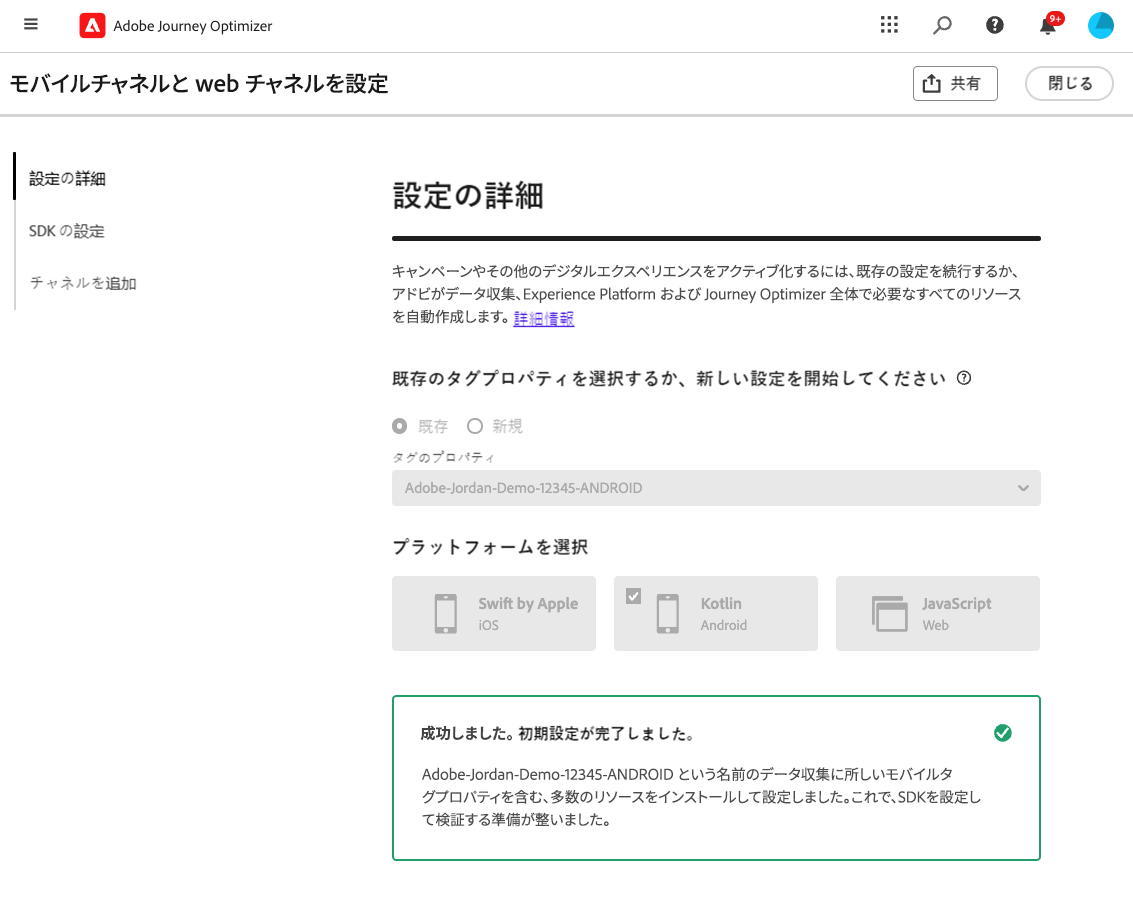 Adobe Journey Optimizer
9+
モバイルチャネルと web チャネルを設定
共有
閉じる
設定の詳細
SDK の設定
チャネルを追加
設定の詳細
キャンペーンやその他のデジタルエクスペリエンスをアクティブ化するには、既存の設定を続行するか、
アドビがデータ収集、Experience Platform および Journey Optimizer 全体で必要なすべてのリソース
を自動作成します。詳細情報
既存のタグプロパティを選択するか、新しい設定を開始してください
既存 新規
タグのプロパティ
Adobe-Jordan-Demo-12345-ANDROID
プラットフォームを選択
Swift by Apple
iOS
Kotlin
Android
JavaScript
Web
成功しました。初期設定が完了しました。
Adobe-Jordan-Demo-12345-ANDROID という名前のデータ収集に所しいモバイルタ
グプロパティを含む、多数のリソースをインストールして設定しました。これで、SDKを設定し
て検証する準備が整いました。